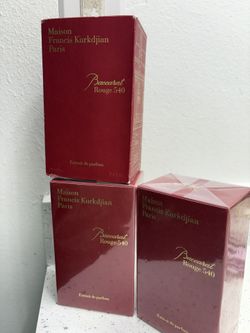 Maison
Francis Kurkdjian
Paris
Baccarat
Rouge 540
Extrait de parfum
Maison
Francis Kurkdjian
Paris
Baccarat
Rouge 540
Extrait de parfum
Maison
Francis Kurkdjian
Paris
Baccarat
Rouge 540
Extrait de parfum